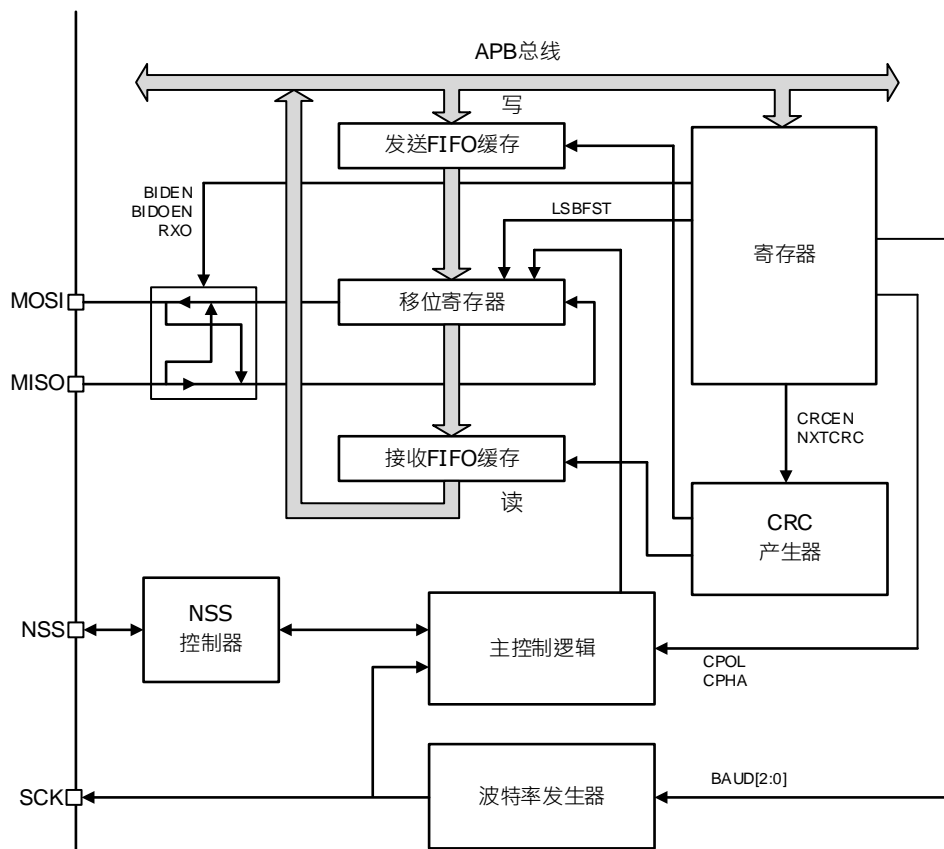 APB总线
写
发送FIFO缓存
BIDEN
BIDOEN
RXO
LSBFST
寄存器
MOSI
移位寄存器
MISO
CRCEN
NXTCRC
接收FIFO缓存
读
CRC
产生器
NSS
NSS
控制器
主控制逻辑
CPOL
CPHA
SCK
波特率发生器
BAUD[2:0]